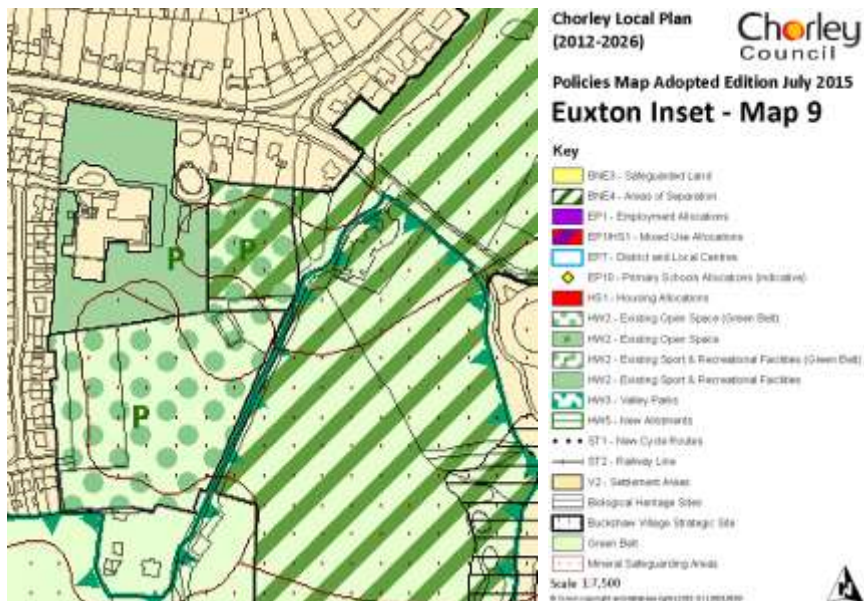 Chorley Local Plan
(2012-2026)
Chorley
Council
Policies Map Adopted Edition July 2015
Euxton Inset - Map 9
Key
BNE3 - Safeguarded Land
BNE4 - Areas of Separation
EP1 - Employment Allocations
EP1/HS1 - Mixed Use Allocations
EP7 - District and Local Centres
EP10 - Primary Schools Allocations (indicative)
HS1 - Housing Allocations
HW2 - Existing Open Space (Green Belt)
HW2 - Existing Open Space
HW2 - Existing Sport & Recreational Facilities (Green Belt)
HW2 - Existing Sport & Recreational Facilities
HW3 - Valley Parks
HW5 - New Allotments
ST1 - New Cycle Routes
ST2 - Railway Line
V2 - Settlement Areas
Biological Heritage Sites
Buckshaw Village Strategic Site
Green Belt
Mineral Safeguarding Areas
Scale 1:7,500
P
P
P